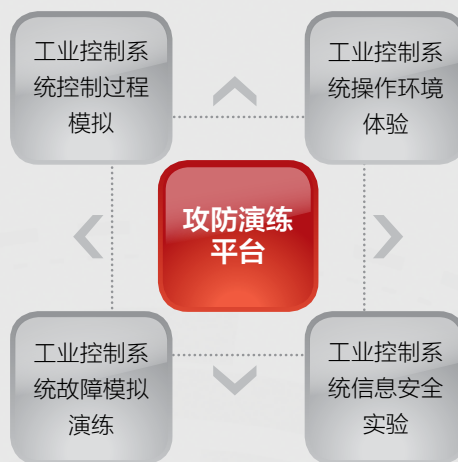 工业控制系
统控制过程
模拟
工业控制系
统操作环境
体验
攻防演练
平台
工业控制系
统故障模拟
演练
工业控制系
统信息安全
实验